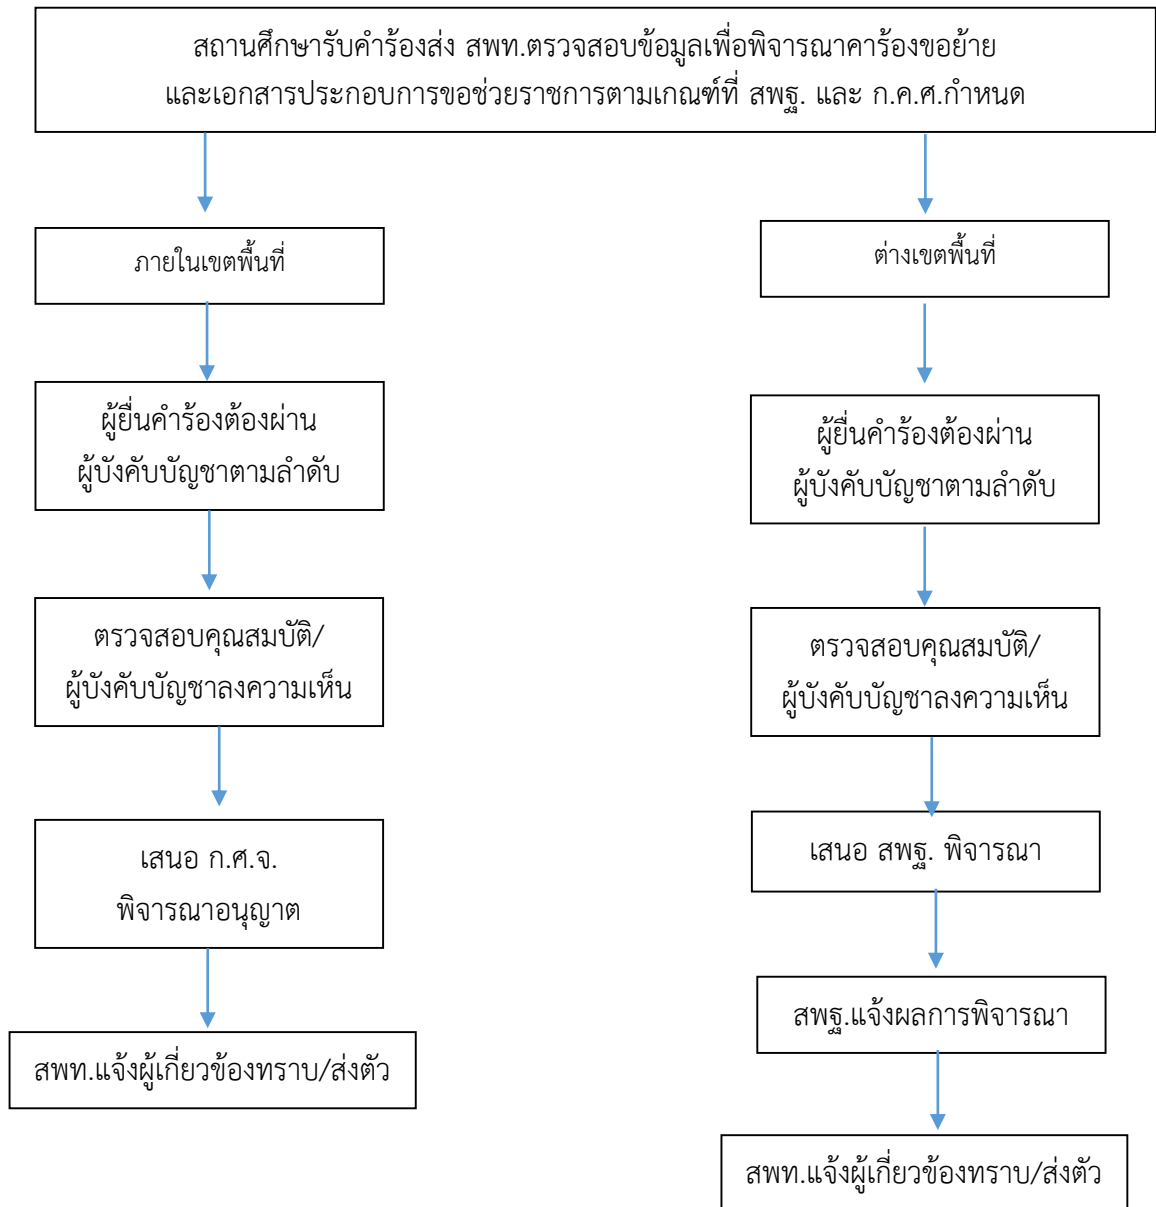 สถานศึกษารับคำร้องส่ง สพท.ตรวจสอบข้อมูลเพื่อพิจารณาคาร้องขอย้าย
และเอกสารประกอบการขอช่วยราชการตามเกณฑ์ที่ สพฐ. และ ก.ค.ศ.กำหนด
ภายในเขตพื้นที่
ผู้ยื่นคำร้องต้องผ่าน
ผู้บังคับบัญชาตามลำดับ
ตรวจสอบคุณสมบัติ/
ผู้บังคับบัญชาลงความเห็น
เสนอ ก.ศ.จ.
พิจารณาอนุญาต
สพท.แจ้งผู้เกี่ยวข้องทราบ/ส่งตัว
ต่างเขตพื้นที่
ผู้ยื่นคำร้องต้องผ่าน
ผู้บังคับบัญชาตามลำดับ
ตรวจสอบคุณสมบัติ/
ผู้บังคับบัญชาลงความเห็น
เสนอ สพฐ. พิจารณา
สพฐ.แจ้งผลการพิจารณา
สพท.แจ้งผู้เกี่ยวข้องทราบ/ส่งตัว